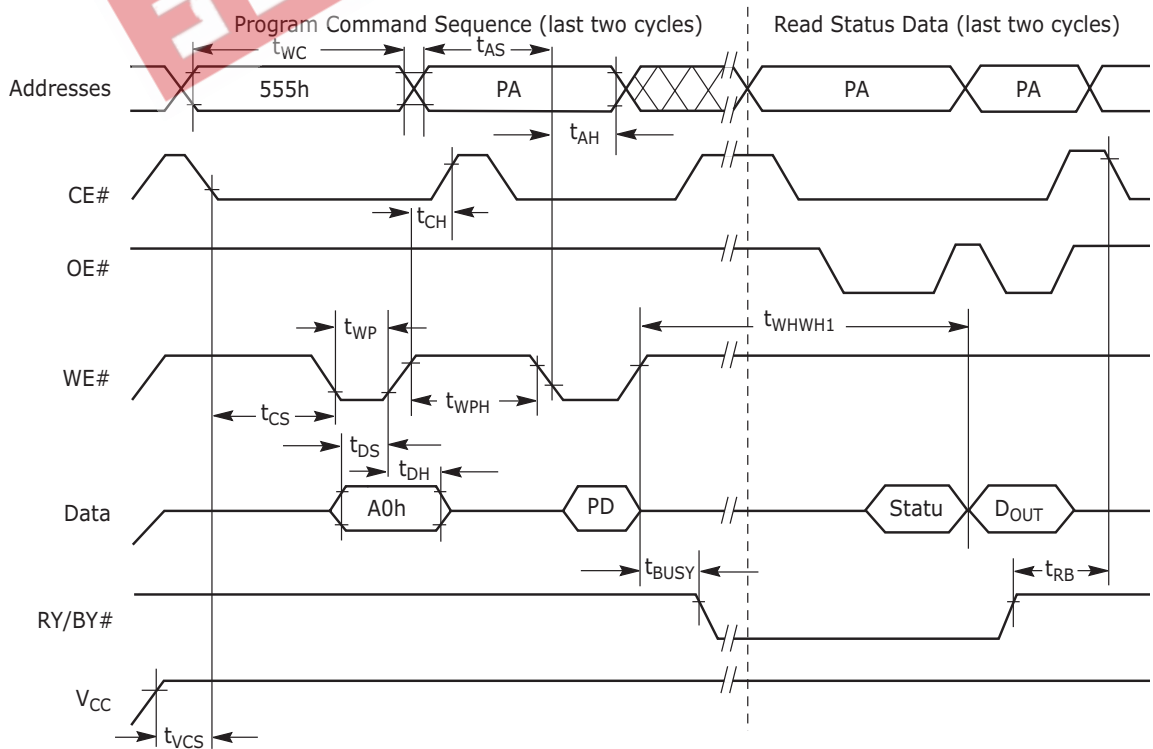 Program Command Sequence (last two cycles)
Read Status Data (last two cycles)
tWC
tAS
Addresses
555h
PA
PA
PA
tAH
CE#
tCH
OE#
tWP
tWHWH1
WE#
tCS
tWPH
tDS
tDH
Data
A0h
PD
Statu
DOUT
tBUSY
tRB
RY/BY#
VCC
tVCS